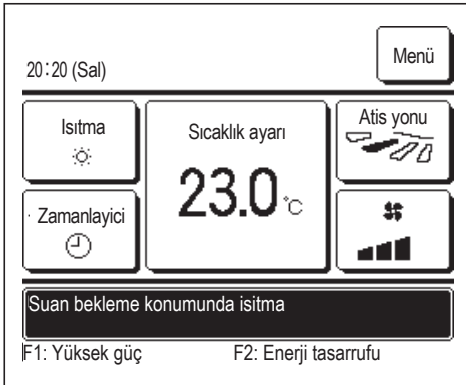 Menü
20:20 (Sal)
Isıtma
Sıcaklık ayarı
Atis yonu
23.0 °C
Zamanlayici
Suan bekleme konumunda isitma
F1: Yüksek güç F2: Enerji tasarrufu